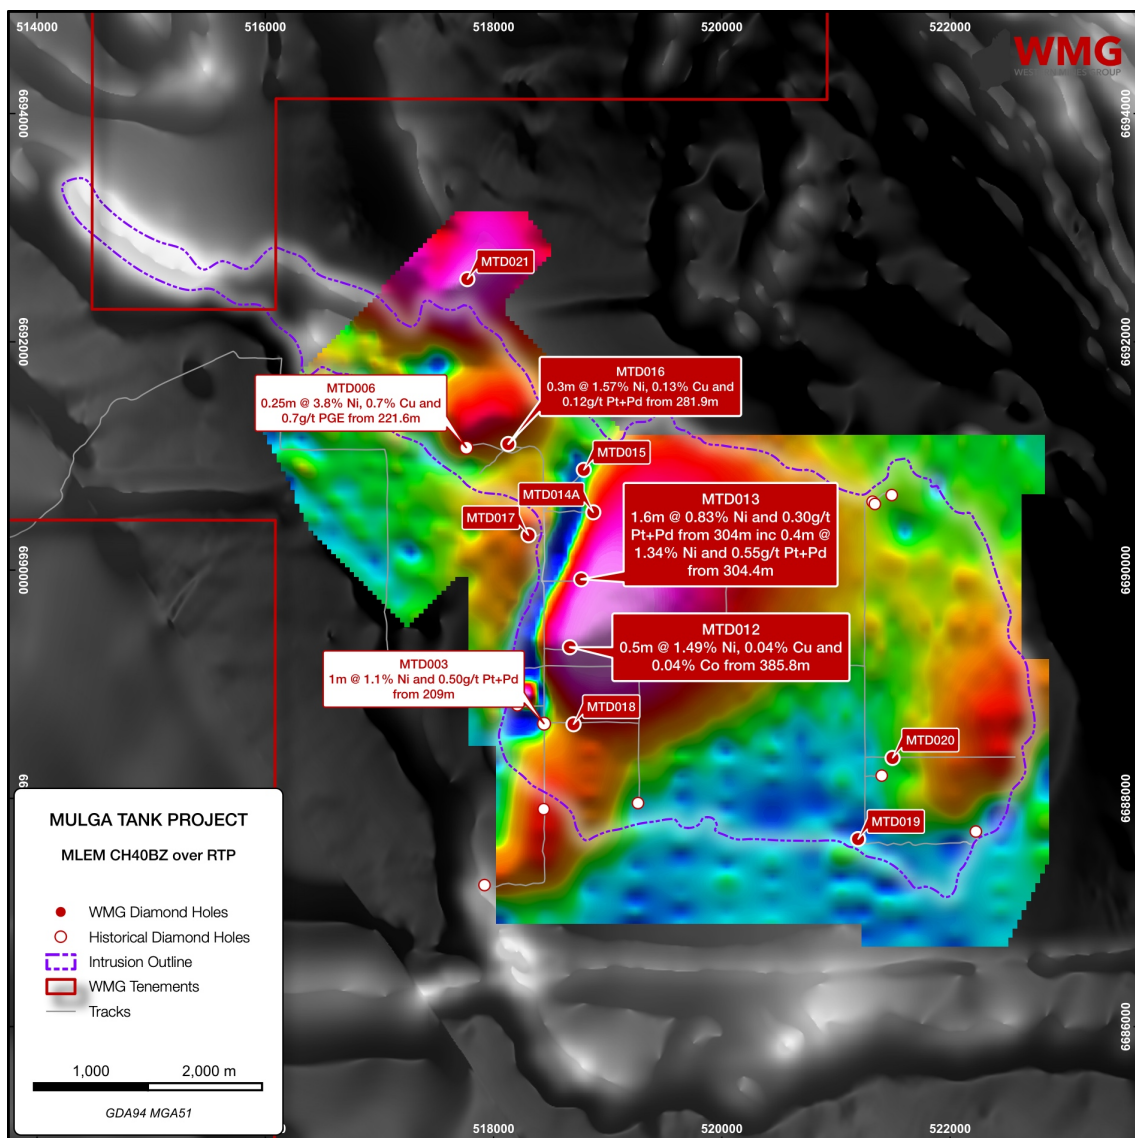 514000
516000
518000
520000
522000
WMG
6694000
6694000
MTD021
6692000
6692000
MTD016
0.3m @ 1.57% Ni, 0.13% Cu and
0.12g/t Pt+Pd from 281.9m
MTD006
0.25m @ 3.8% Ni, 0.7% Cu and
0.7g/t PGE from 221.6m
MTD015
MTD014A
MTD017
MTD013
1.6m @ 0.83% Ni and 0.30g/t
Pt+Pd from 304m inc 0.4m @
1.34% Ni and 0.55g/t Pt+Pd
from 304.4m
6690000
6690000
MTD012
0.5m @ 1.49% Ni, 0.04% Cu and
0.04% Co from 385.8m
MTD003
1m @ 1.1% Ni and 0.50g/t Pt+Pd
from 209m
MTD018
MTD020
66
6688000
MTD019
MULGA TANK PROJECT
MLEM CH40BZ over RTP
WMG Diamond Holes
Historical Diamond Holes
Intrusion Outline
WMG Tenements
Tracks
1,000
2,000 m
GDA94 MGA51
6686000
518000
520000
522000